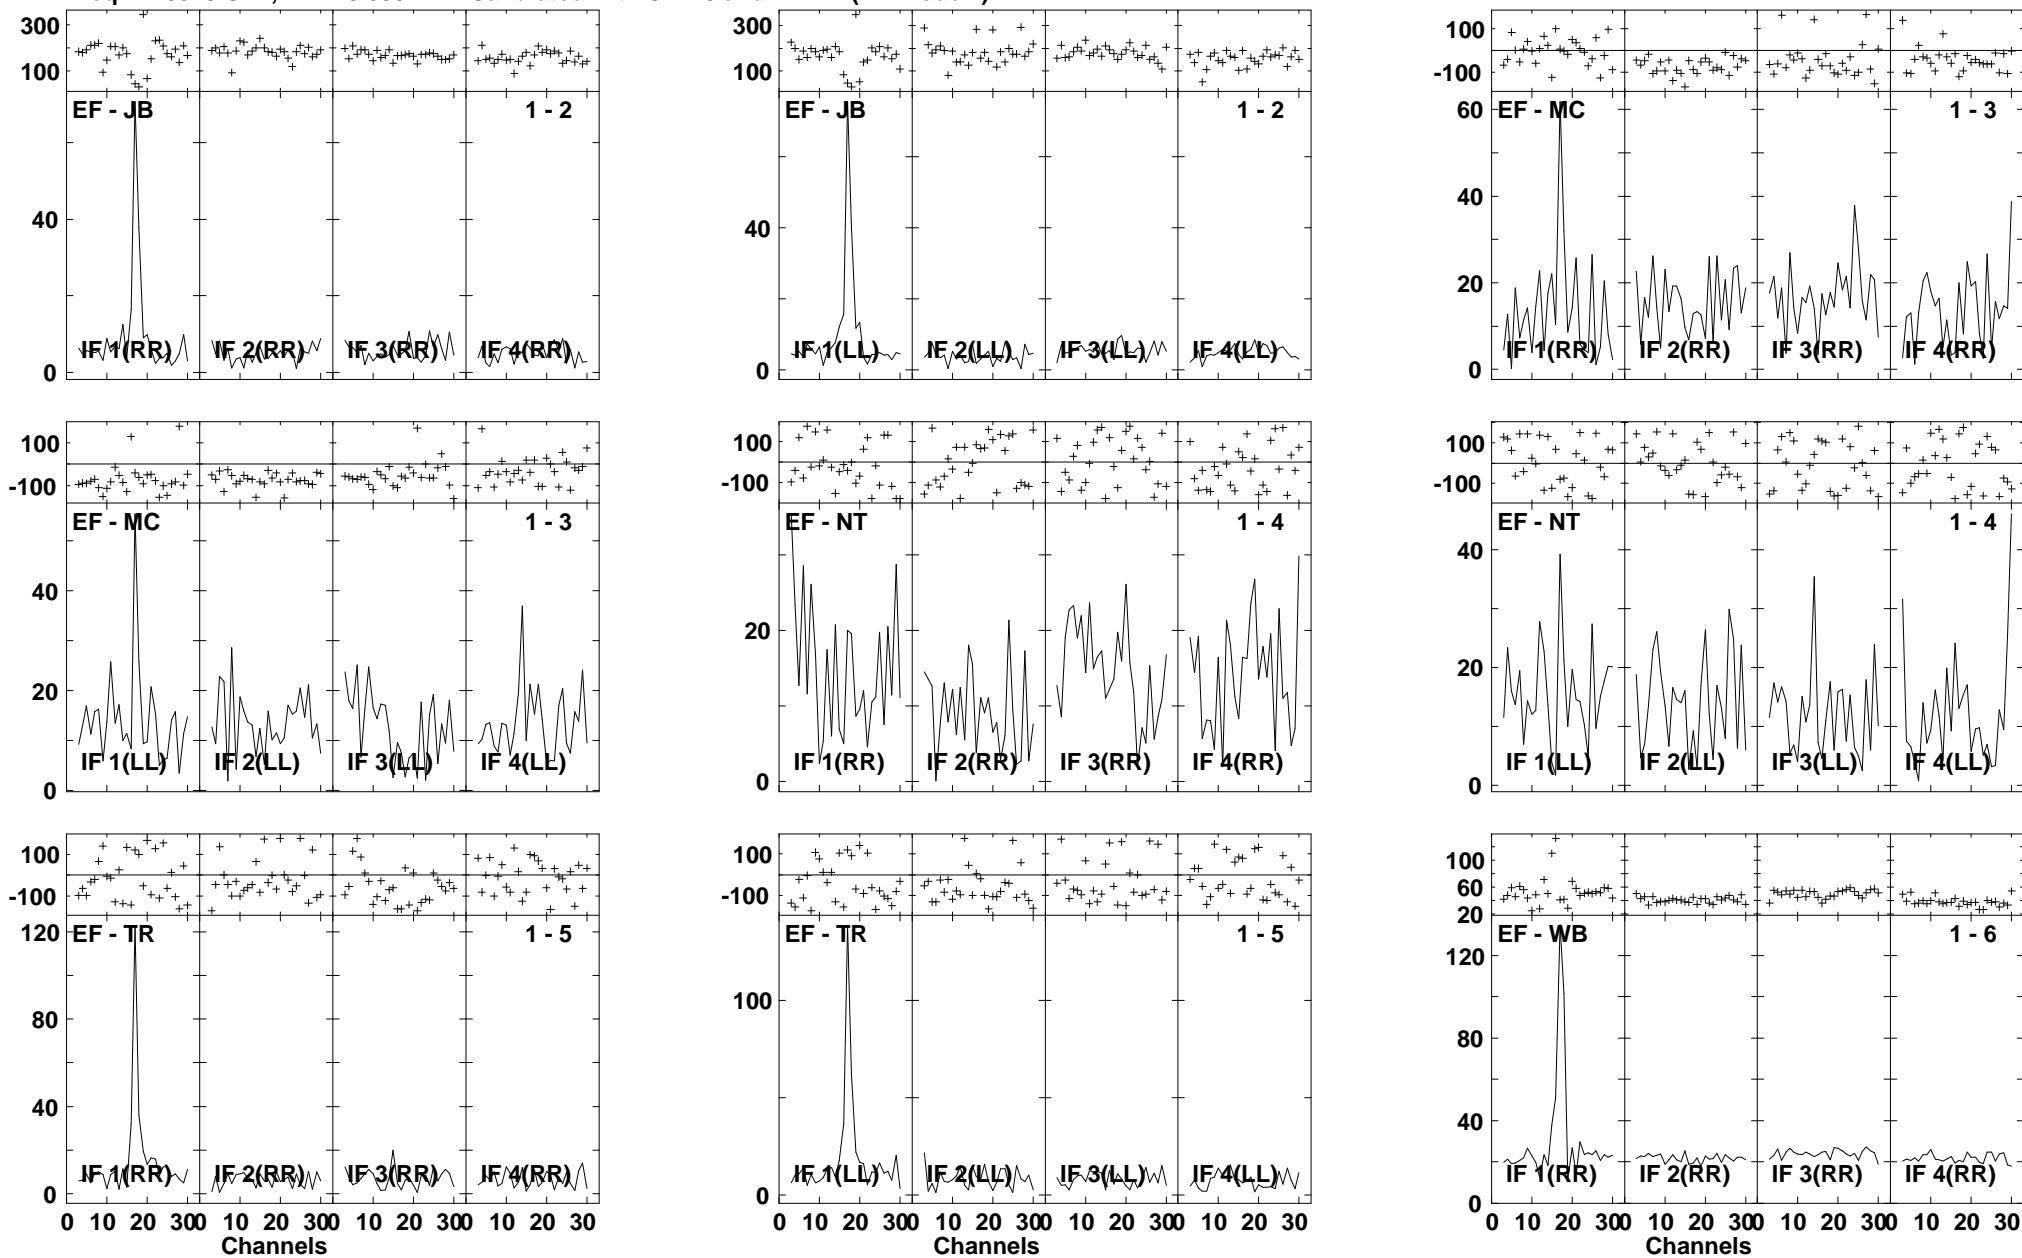 300
100
EF - JB
1 - 2
40
0
IF 1(RR)
IF 2(RR)
IF 3(RR)
IF 4(RR)
300
100
EF - JB
1 - 2
40
0
IF 1(LL)
IF 2(LL)
IF 3(LL)
IF 4(LL)
100
-100
EF - MC
1 - 3
60
40
20
0
IF 1(RR)
IF 2(RR)
IF 3(RR)
IF 4(RR)
100
-100
EF - MC
1 - 3
40
20
0
IF 1(LL)
IF 2(LL)
IF 3(LL)
IF 4(LL)
100
-100
EF - NT
1 - 4
20
0
IF 1(RR)
IF 2(RR)
IF 3(RR)
IF 4(RR)
100
-100
EF - NT
1 - 4
40
20
0
IF 1(LL)
IF 2(LL)
IF 3(LL)
IF 4(LL)
100
-100
EF - TR
1 - 5
120
80
40
0
IF 1(RR)
IF 2(RR)
IF 3(RR)
IF 4(RR)
0 10 20 30 0 10 20 30 0 10 20 30 0 10 20 30
Channels
100
-100
EF - TR
1 - 5
100
0
IF 1(LL)
IF 2(LL)
IF 3(LL)
IF 4(LL)
0 10 20 30 0 10 20 30 0 10 20 30 0 10 20 30
Channels
100
60
20
EF - WB
1 - 6
120
80
40
0
IF 1(RR)
IF 2(RR)
IF 3(RR)
IF 4(RR)
0 10 20 30 0 10 20 30 0 10 20 30 0 10 20 30
Channels